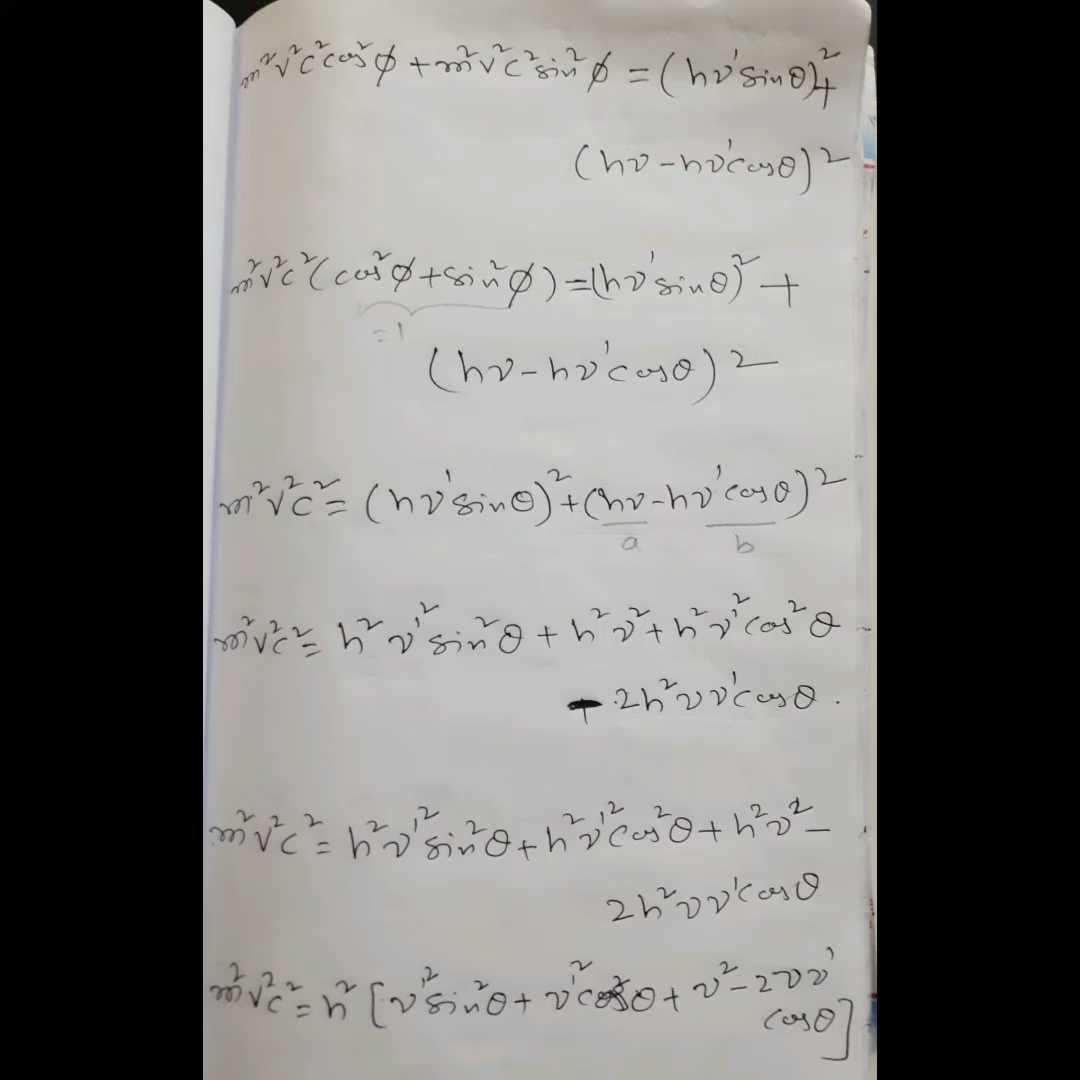 m²v²c²cos²ϕ + m²v²c²sin²ϕ = (hν'sinθ)² +
(hν - hν'cosθ)²
m²v²c²(cos²ϕ + sin²ϕ) = (hν'sinθ)² +
= 1
(hν - hν'cosθ)²
m²v²c² = (hν'sinθ)² + (hν - hν'cosθ)²
a b
m²v²c² = h²ν'²sin²θ + h²ν² + h²ν'²cos²θ
- 2h²νν'cosθ.
m²v²c² = h²ν'²sin²θ + h²ν'²cos²θ + h²ν² -
2h²νν'cosθ
m²v²c² = h²[ν'²sin²θ + ν'²cos²θ + ν² - 2νν'
cosθ]